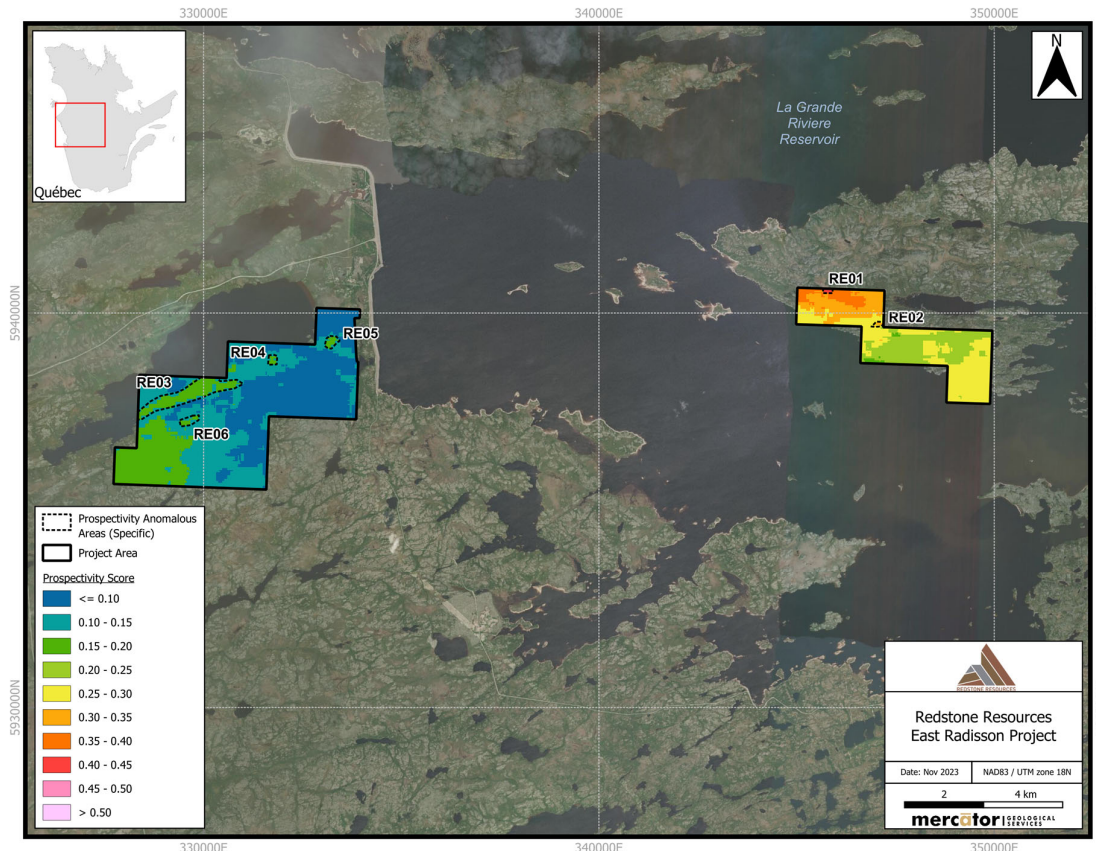 330000E
340000E
350000E
N
La Grande
Riviere
Reservoir
Québec
5940000N
RE01
RE02
RE05
RE04
RE03
RE06
Prospectivity Anomalous
Areas (Specific)
Project Area
Prospectivity Score
<= 0.10
0.10 - 0.15
0.15 - 0.20
0.20 - 0.25
0.25 - 0.30
0.30 - 0.35
0.35 - 0.40
0.40 - 0.45
0.45 - 0.50
> 0.50
5930000N
REDSTONE RESOURCES
Redstone Resources
East Radisson Project
Date: Nov 2023
NAD83 / UTM zone 18N
2
4 km
mercātor GEOLOGICAL
SERVICES
330000E
340000E
350000E